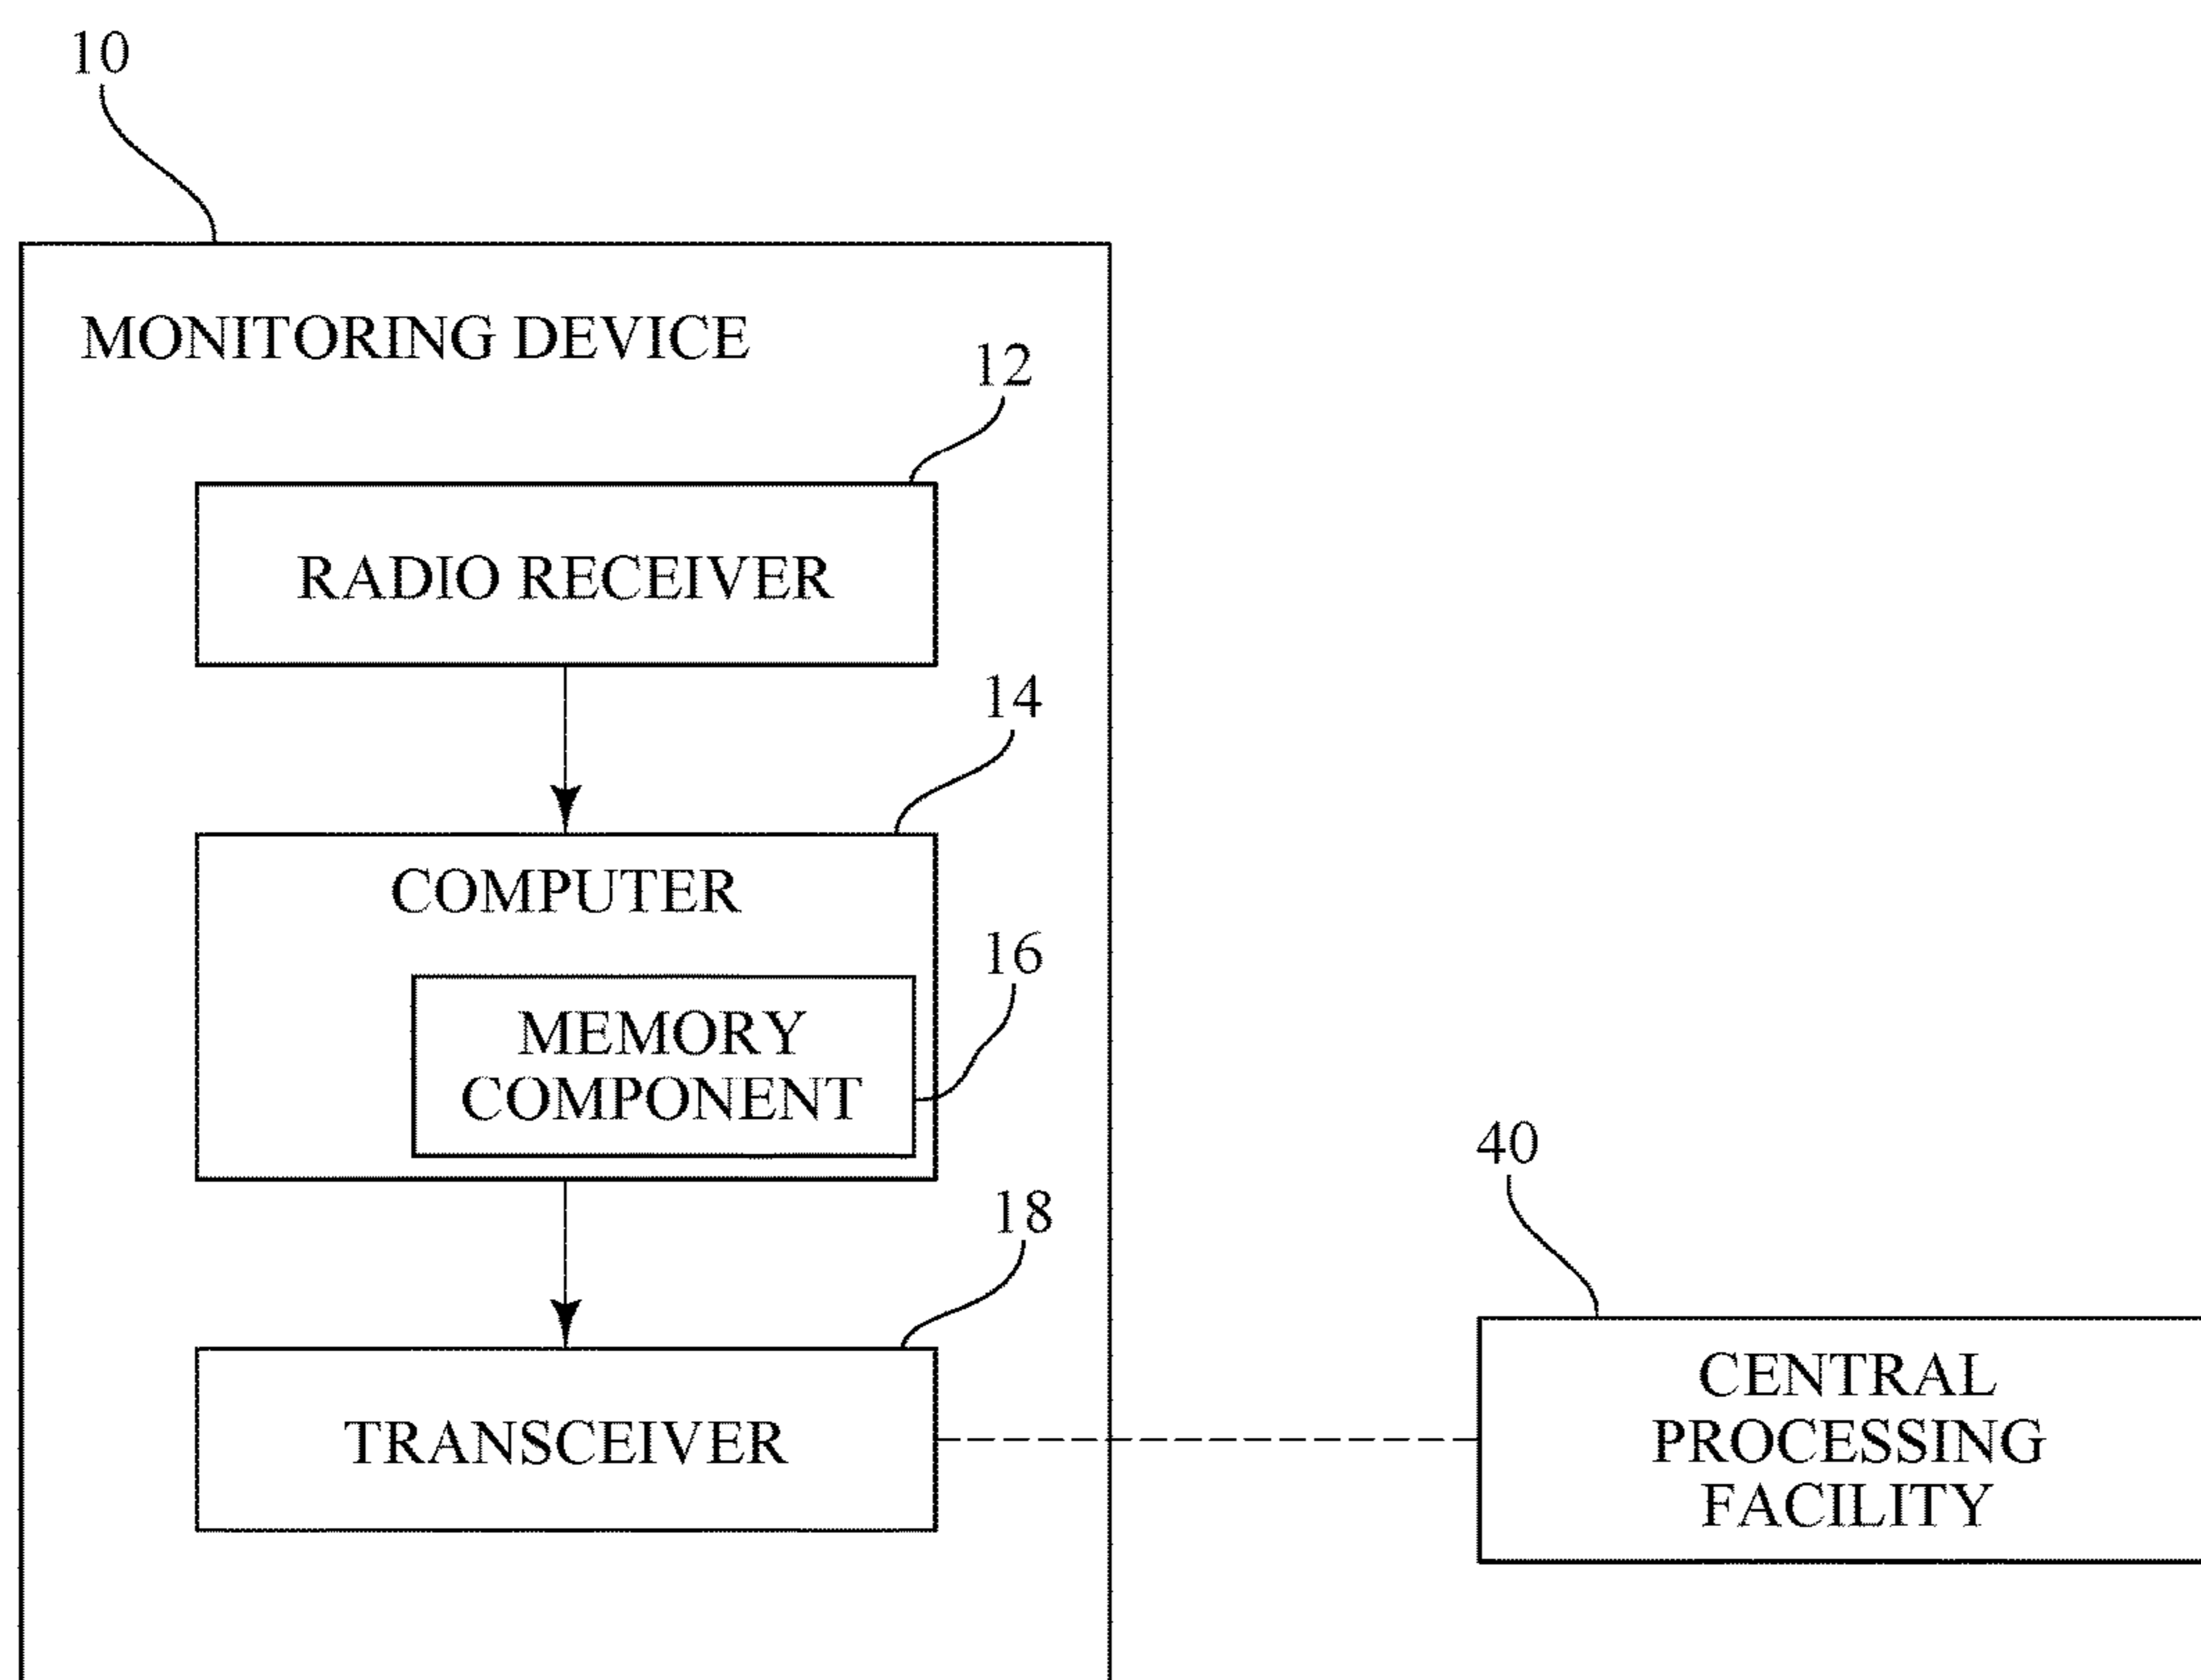 10
MONITORING DEVICE
12
RADIO RECEIVER
14
COMPUTER
16
MEMORY
COMPONENT
18
TRANSCEIVER
40
CENTRAL
PROCESSING
FACILITY